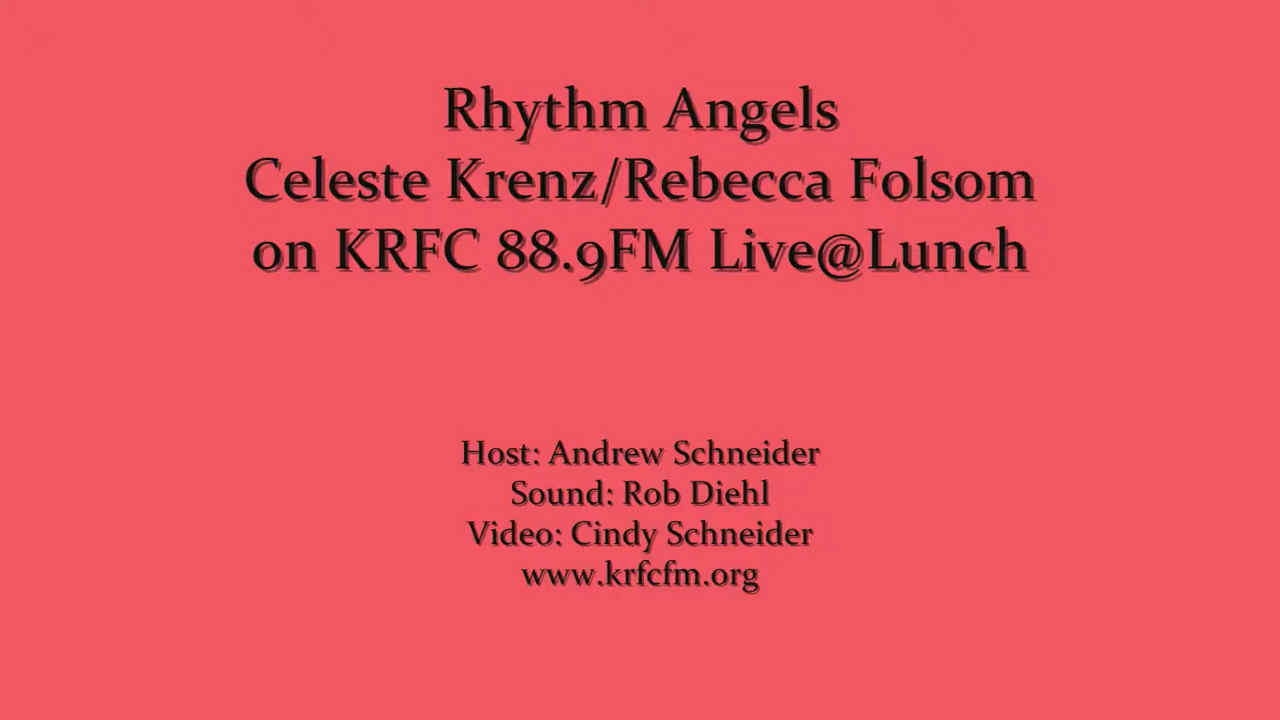 Rhythm Angels
Celeste Krenz/Rebecca Folsom
on KRFC 88.9FM Live@Lunch
Host: Andrew Schneider
Sound: Rob Diehl
Video: Cindy Schneider
www.krfcfm.org